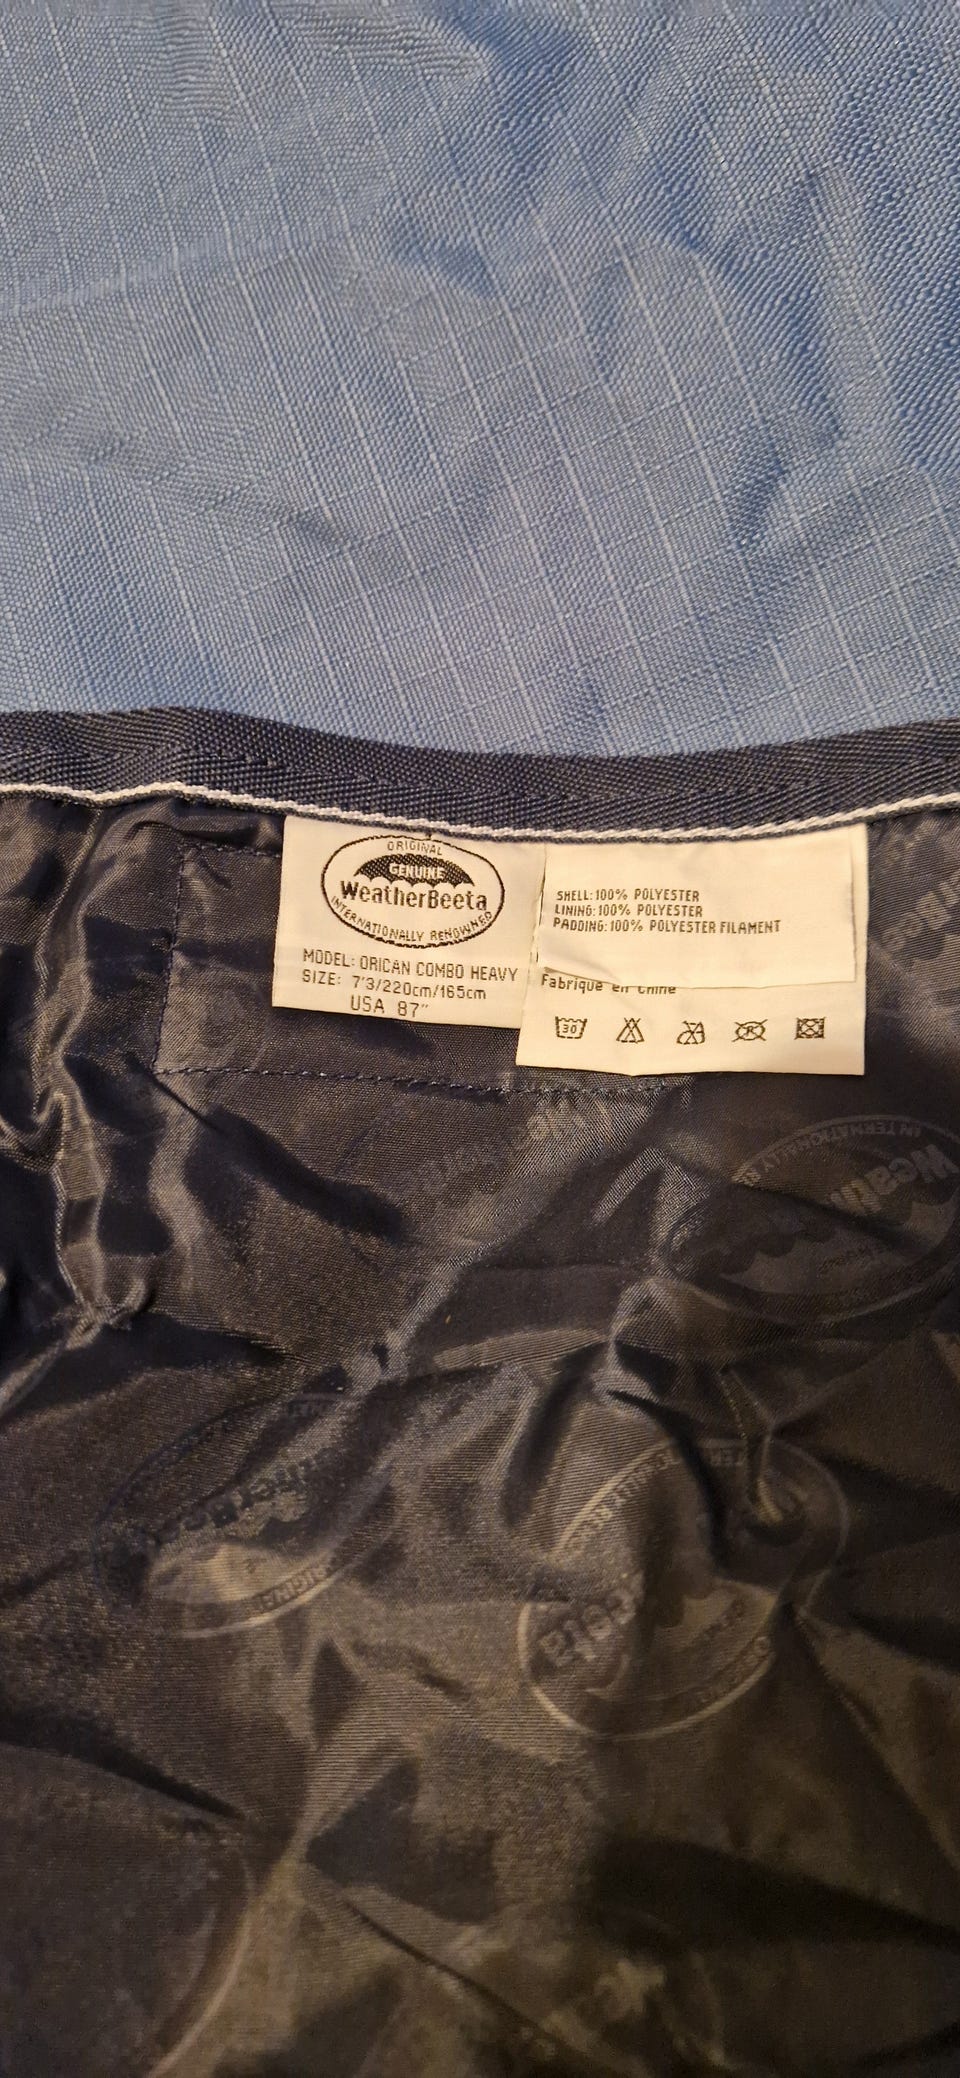 ORIGINAL
GENUINE
WeatherBeeta
INTERNATIONALLY RENOWNED
MODEL: ORICAN COMBO HEAVY
SIZE: 7'3/220cm/165cm
USA 87"
SHELL: 100% POLYESTER
LINING: 100% POLYESTER
PADDING: 100% POLYESTER FILAMENT
Fabrique en Chine
30